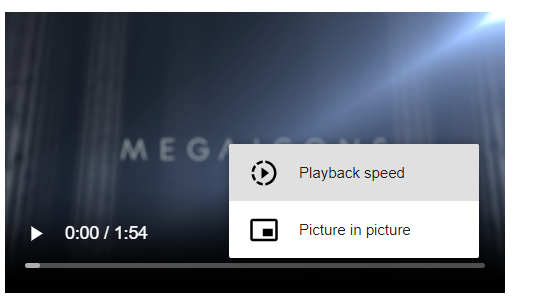 MEGAICONS
Playback speed
Picture in picture
0:00 / 1:54